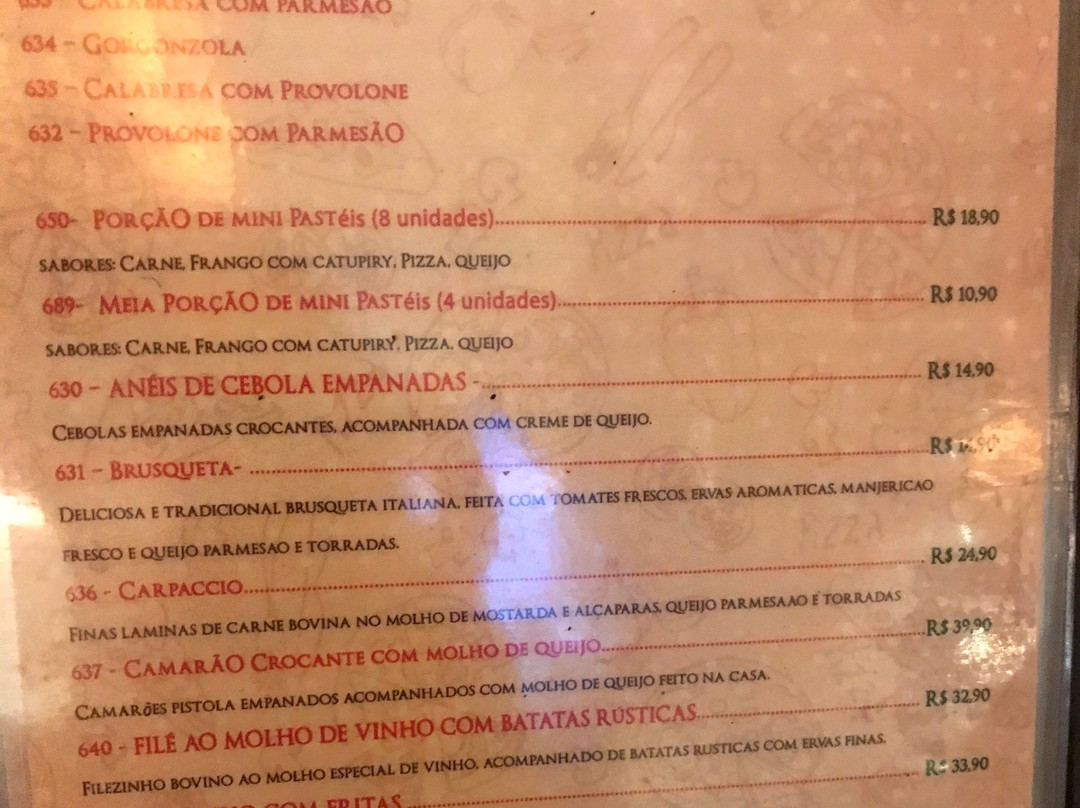 CALABRESA COM PARMESÃO
634 - GORGONZOLA
635 - CALABRESA COM PROVOLONE
632 - PROVOLONE COM PARMESÃO
650- PORÇÃO DE MINI PASTéis (8 unidades)........ R$ 18,90
SABORES: CARNE, FRANGO COM CATUPIRY, PIZZA, QUEIJO
689- MEIA PORÇÃO DE MINI PASTéis (4 unidades)........ R$ 10,90
SABORES: CARNE, FRANGO COM CATUPIRY, PIZZA, QUEIJO
630 - ANÉIS DE CEBOLA EMPANADAS -........ R$ 14,90
CEBOLAS EMPANADAS CROCANTES, ACOMPANHADA COM CREME DE QUEIJO.
631 - BRUSQUETA- ........ R$
DELICIOSA E TRADICIONAL BRUSQUETA ITALIANA, FEITA COM TOMATES FRESCOS, ERVAS AROMATICAS, MANJERICAO
FRESCO E QUEIJO PARMESAO E TORRADAS.
636 - CARPACCIO........ R$ 24,90
FINAS LAMINAS DE CARNE BOVINA NO MOLHO DE MOSTARDA E ALCAPARAS, QUEIJO PARMESAAO E TORRADAS
637 - CAMARÃO CROCANTE COM MOLHO DE QUEIJO........ R$ 39,90
CAMARÕES PISTOLA EMPANADOS ACOMPANHADOS COM MOLHO DE QUEIJO FEITO NA CASA.
640 - FILÉ AO MOLHO DE VINHO COM BATATAS RÚSTICAS........ R$ 32,90
FILEZINHO BOVINO AO MOLHO ESPECIAL DE VINHO, ACOMPANHADO DE BATATAS RUSTICAS COM ERVAS FINAS.
COM FRITAS........ R$ 33,90